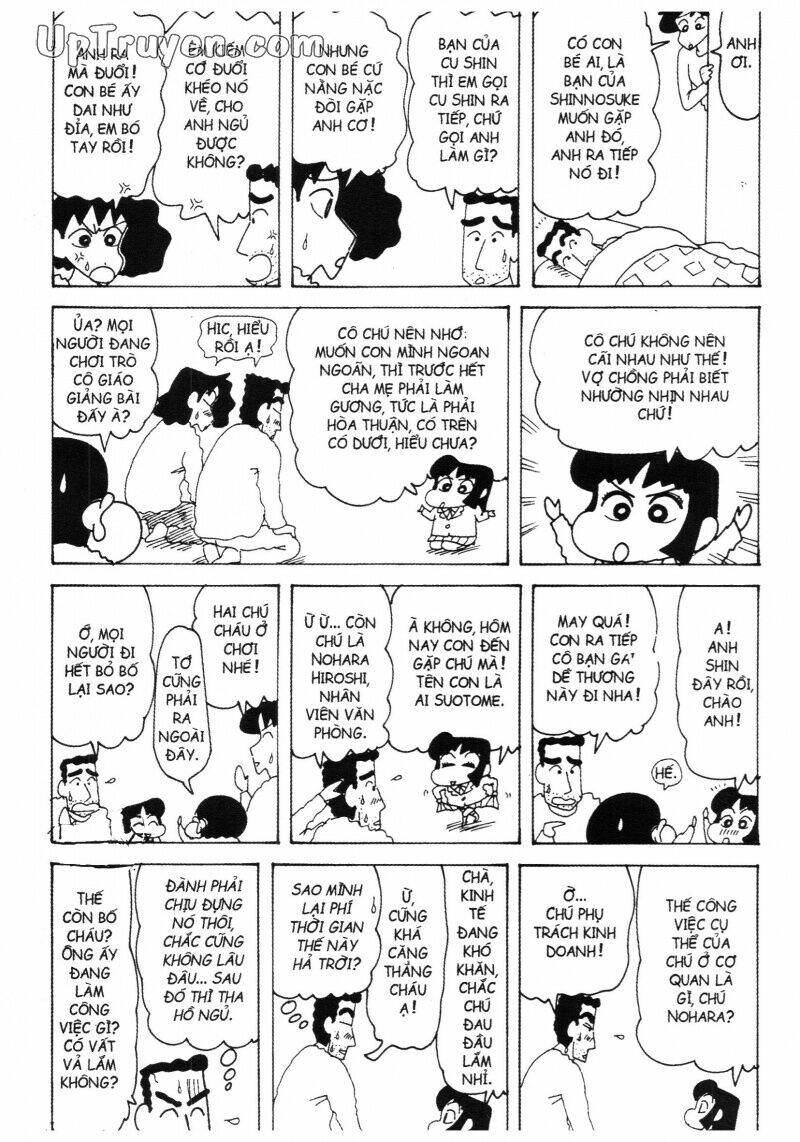 UpTruyen.com
ANH
ƠI.
CÓ CON
BÉ AI, LÀ
BẠN CỦA
SHINNOSUKE
MUỐN GẶP
ANH ĐÓ,
ANH RA TIẾP
NÓ ĐI!
BẠN CỦA
CU SHIN
THÌ EM GỌI
CU SHIN RA
TIẾP, CHỨ
GỌI ANH
LÀM GÌ?
NHƯNG
CON BÉ CỨ
NẰNG NẶC
ĐÒI GẶP
ANH CƠ!
EM KIẾM
CỚ ĐUỔI
KHÉO NÓ
VỀ, CHO
ANH NGỦ
ĐƯỢC
KHÔNG?
ANH RA
MÀ ĐUỔI!
CON BÉ ẤY
DAI NHƯ
ĐỈA, EM BÓ
TAY RỒI!
CÔ CHÚ KHÔNG NÊN
CÃI NHAU NHƯ THẾ!
VỢ CHỒNG PHẢI BIẾT
NHƯỜNG NHỊN NHAU
CHỨ!
CÔ CHÚ NÊN NHỚ:
MUỐN CON MÌNH NGOAN
NGOÃN, THÌ TRƯỚC HẾT
CHA MẸ PHẢI LÀM
GƯƠNG, TỨC LÀ PHẢI
HÒA THUẬN, CÓ TRÊN
CÓ DƯỚI, HIỂU CHƯA?
HIC, HIỂU
RỒI Ạ!
ỦA? MỌI
NGƯỜI ĐANG
CHƠI TRÒ
CÔ GIÁO
GIẢNG BÀI
ĐẤY À?
A!
ANH
SHIN
ĐÂY RỒI,
CHÀO
ANH!
MAY QUÁ!
CON RA TIẾP
CÔ BẠN GÁI
DỄ THƯƠNG
NÀY ĐI NHA!
HẾ.
À KHÔNG, HÔM
NAY CON ĐẾN
GẶP CHÚ MÀ!
TÊN CON LÀ
AI SUOTOME.
Ừ Ừ... CÒN
CHÚ LÀ
NOHARA
HIROSHI,
NHÂN
VIÊN VĂN
PHÒNG.
HAI CHÚ
CHÁU Ở
CHƠI
NHÉ!
TỚ
CŨNG
PHẢI
RA
NGOÀI
ĐÂY.
Ớ, MỌI
NGƯỜI ĐI
HẾT BỎ BỐ
LẠI SAO?
THẾ CÔNG
VIỆC CỤ
THỂ CỦA
CHÚ Ở CƠ
QUAN LÀ
GÌ, CHÚ
NOHARA?
Ờ...
CHÚ PHỤ
TRÁCH KINH
DOANH!
CHÀ,
KINH
TẾ
ĐANG
KHÓ
KHĂN,
CHẮC
CHÚ
ĐAU
ĐẦU
LẮM
NHỈ.
Ừ,
CŨNG
KHÁ
CĂNG
THẲNG
CHÁU
Ạ!
SAO MÌNH
LẠI PHÍ
THỜI GIAN
THẾ NÀY
HẢ TRỜI?
ĐÀNH PHẢI
CHỊU ĐỰNG
NÓ THÔI,
CHẮC CŨNG
KHÔNG LÂU
ĐÂU... SAU
ĐÓ THÌ THA
HỒ NGỦ.
THẾ
CÒN BỐ
CHÁU?
ÔNG ẤY
ĐANG
LÀM
CÔNG
VIỆC GÌ?
CÓ VẤT
VẢ LẮM
KHÔNG?